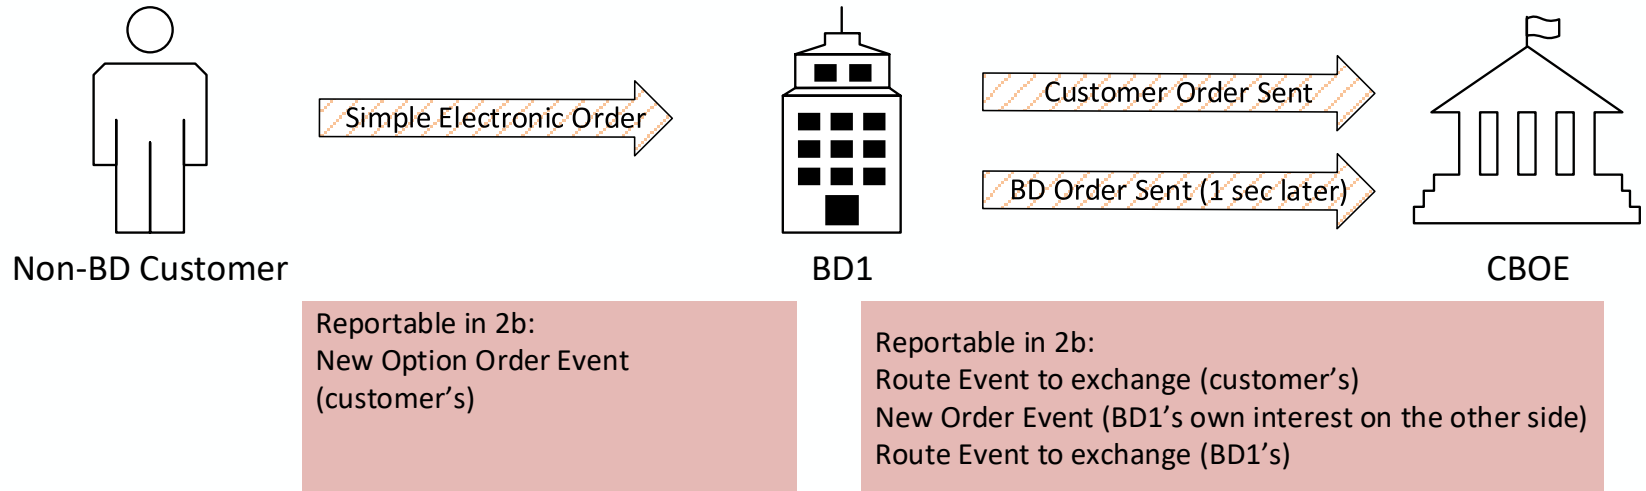 Simple Electronic Order
Customer Order Sent
BD Order Sent (1 sec later)
Non-BD Customer
BD1
CBOE
Reportable in 2b:
New Option Order Event
(customer's)
Reportable in 2b:
Route Event to exchange (customer's)
New Order Event (BD1's own interest on the other side)
Route Event to exchange (BD1's)